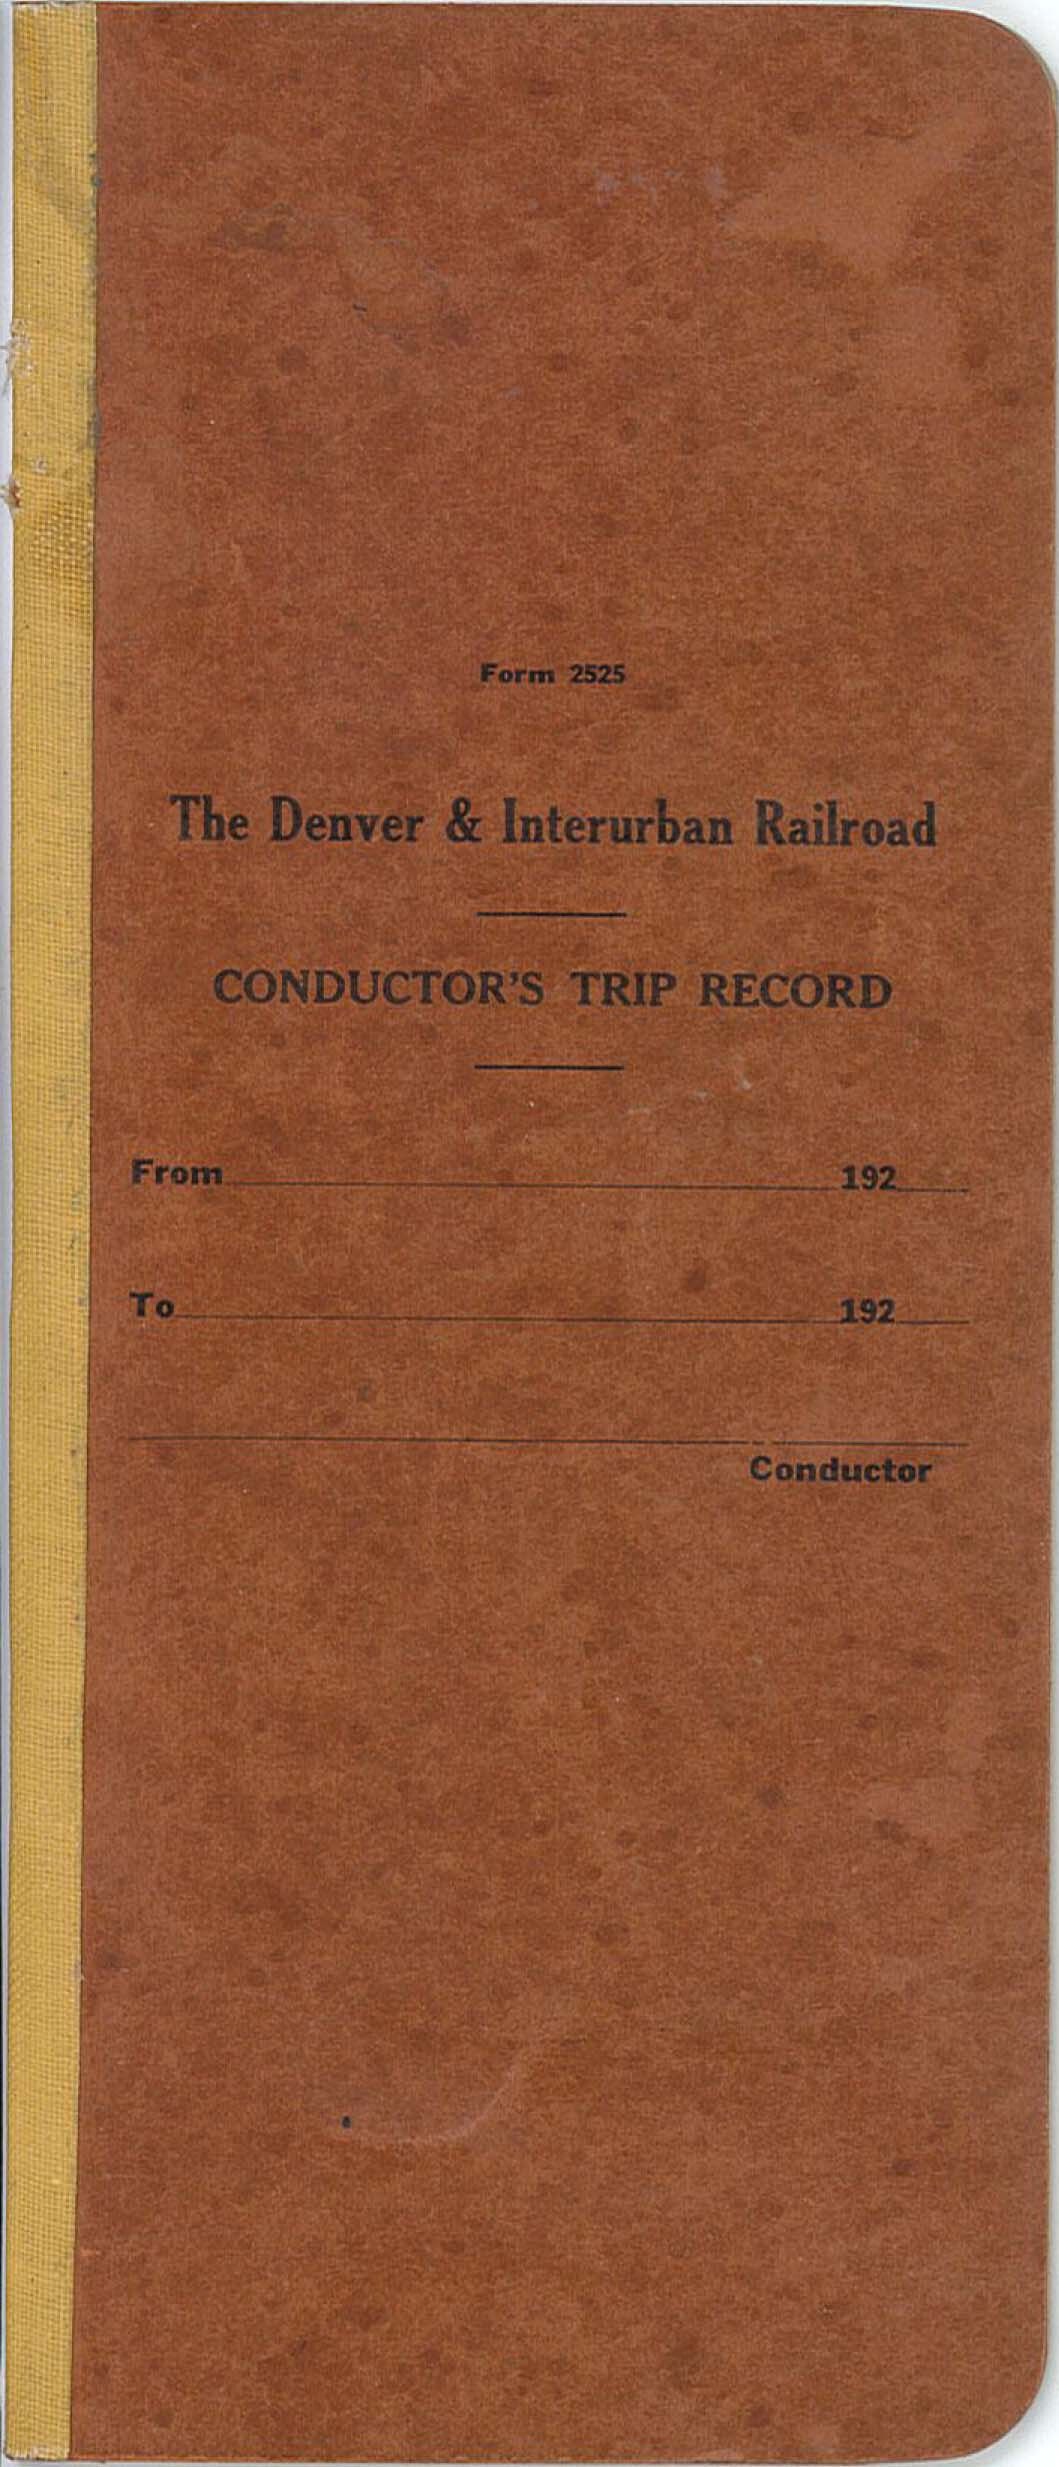 Form 2525
The Denver & Interurban Railroad
CONDUCTOR'S TRIP RECORD
From 192
To 192
Conductor